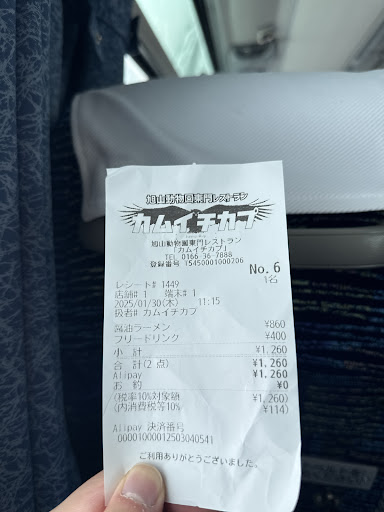 旭山動物園東門レストラン
カムイチカプ
旭山動物園東門レストラン
「カムイチカプ」
TEL 0166-36-7888
登録番号 T5450001000206
No. 6
1名
レシート# 1449
店舗# 1 端末# 1
2025/01/30(木) 11:15
扱者# カムイチカプ
醤油ラーメン ¥860
フリードリンク ¥400
小 計 ¥1,260
合 計(2 点) ¥1,260
Alipay ¥1,260
お 釣 ¥0
(税率10%対象額 ¥1,260)
(内消費税等10% ¥114)
Alipay 決済番号
00001000012503040541
ご利用ありがとうございました。